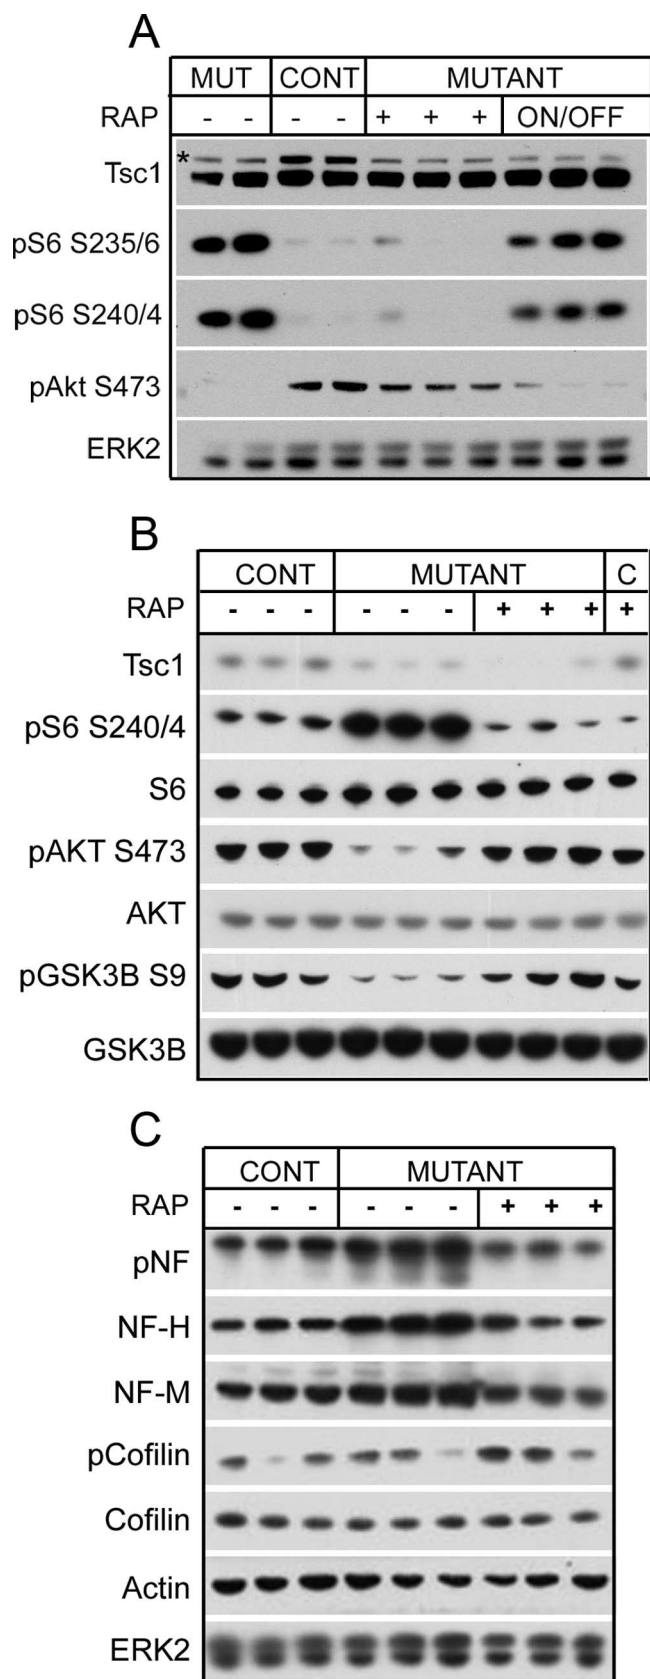 A
MUT CONT MUTANT
RAP - - - - + + + ON/OFF
*
Tsc1
pS6 S235/6
pS6 S240/4
pAkt S473
ERK2
B
CONT MUTANT C
RAP - - - - - - + + + +
Tsc1
pS6 S240/4
S6
pAKT S473
AKT
pGSK3B S9
GSK3B
C
CONT MUTANT
RAP - - - - - - + + +
pNF
NF-H
NF-M
pCofilin
Cofilin
Actin
ERK2